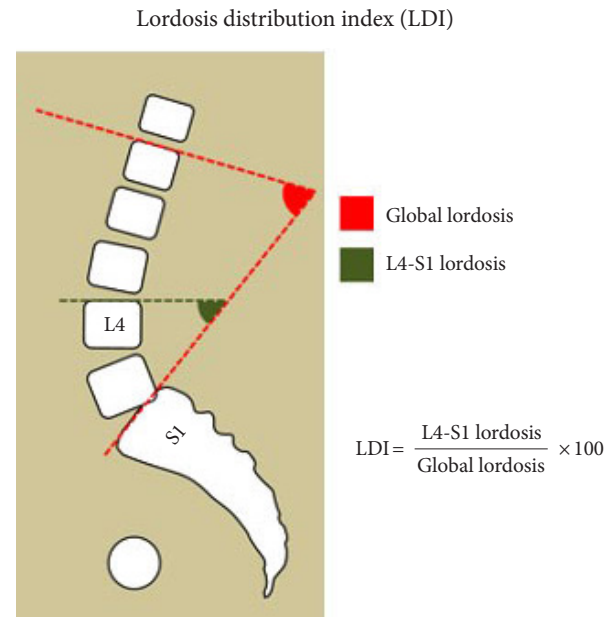 Lordosis distribution index (LDI)
Global lordosis
L4-S1 lordosis
L4
S1
LDI = L4-S1 lordosis / Global lordosis × 100